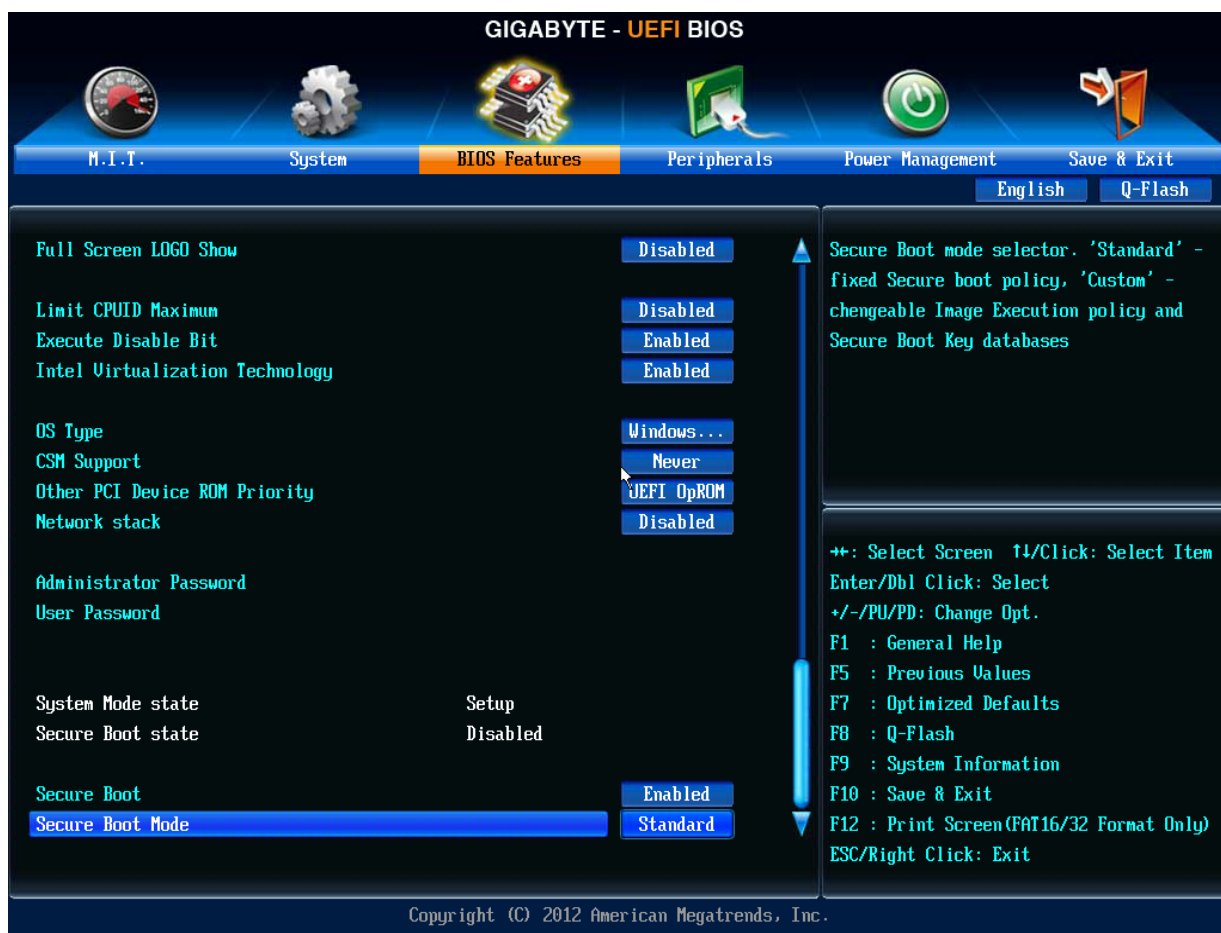 GIGABYTE - UEFI BIOS
M.I.T. System BIOS Features Peripherals Power Management Save & Exit
English Q-Flash
Full Screen LOGO Show Disabled
Limit CPUID Maximum Disabled
Execute Disable Bit Enabled
Intel Virtualization Technology Enabled
OS Type Windows...
CSM Support Never
Other PCI Device ROM Priority UEFI OpROM
Network stack Disabled
Administrator Password
User Password
System Mode state Setup
Secure Boot state Disabled
Secure Boot Enabled
Secure Boot Mode Standard
Secure Boot mode selector. 'Standard' -
fixed Secure boot policy, 'Custom' -
chengeable Image Execution policy and
Secure Boot Key databases
→←: Select Screen ↑↓/Click: Select Item
Enter/Dbl Click: Select
+/-/PU/PD: Change Opt.
F1 : General Help
F5 : Previous Values
F7 : Optimized Defaults
F8 : Q-Flash
F9 : System Information
F10 : Save & Exit
F12 : Print Screen(FAT16/32 Format Only)
ESC/Right Click: Exit
Copyright (C) 2012 American Megatrends, Inc.